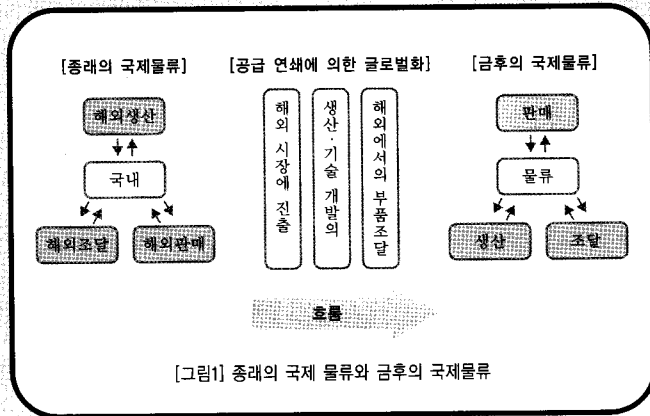 [종래의 국제물류]
[공급 연쇄에 의한 글로벌화]
[금후의 국제물류]
해외생산
국내
해외조달
해외판매
해외 시장에 진출
생산·기술 개발의
해외에서의 부품조달
판매
물류
생산
조달
흐름
[그림1] 종래의 국제 물류와 금후의 국제물류